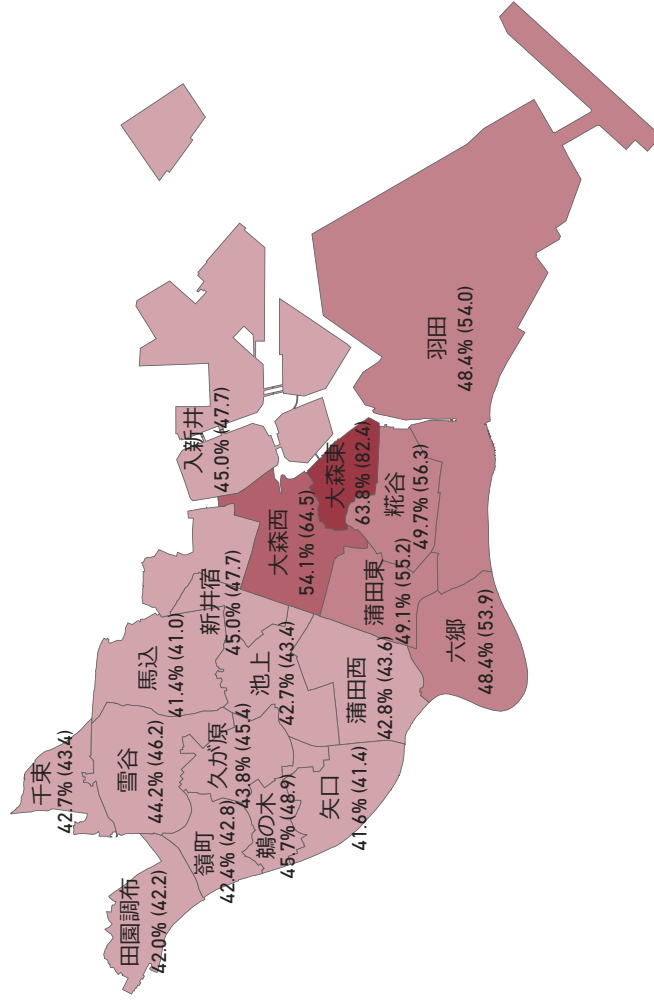 千束
42.7% (43.4)
田園調布
42.0% (42.2)
雪谷
44.2% (46.2)
馬込
41.4% (41.0)
嶺町
42.4% (42.8)
久が原
43.8% (45.4)
鵜の木
45.7% (48.9)
池上
42.7% (43.4)
新井宿
45.0% (47.7)
入新井
45.0% (47.7)
矢口
41.6% (41.4)
蒲田西
42.8% (43.6)
大森西
54.1% (64.5)
大森東
63.8% (82.4)
蒲田東
49.1% (55.2)
糀谷
49.7% (56.3)
六郷
48.4% (53.9)
羽田
48.4% (54.0)